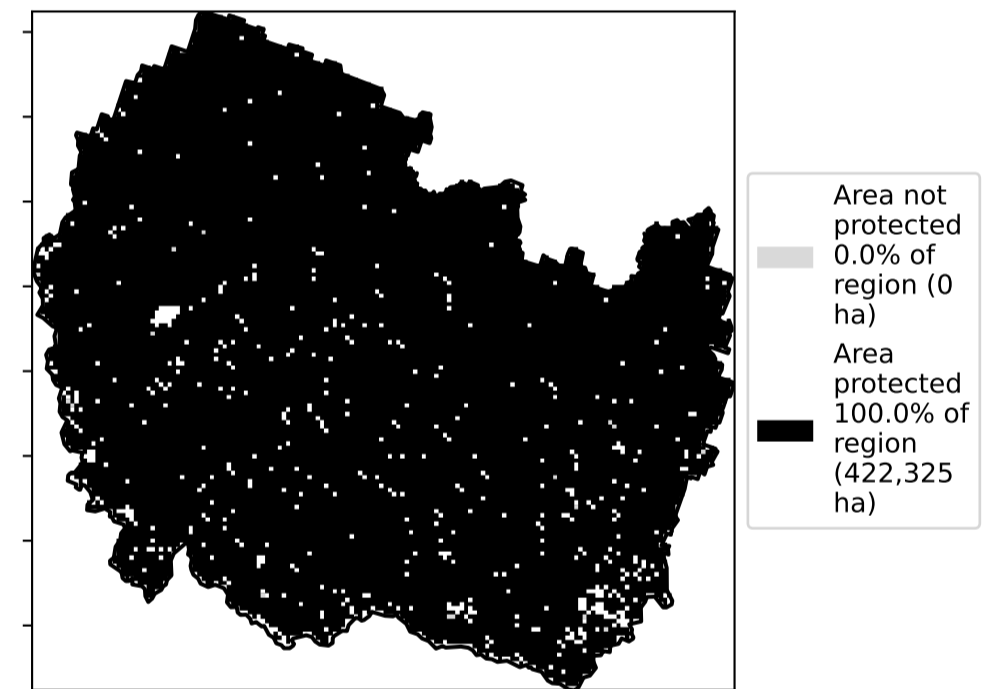 Area not
protected
0.0% of
region (0
ha)
Area
protected
100.0% of
region
(422,325
ha)